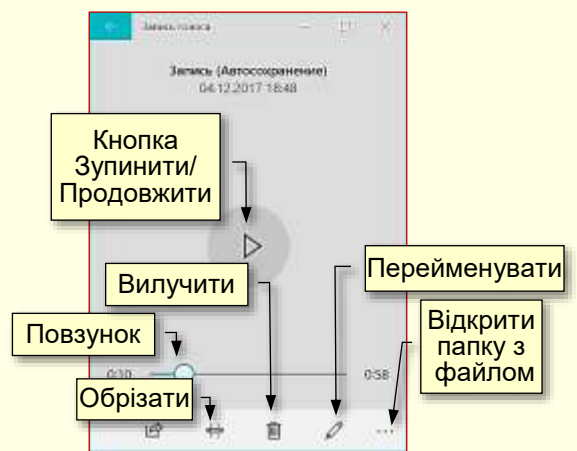 Запись голоса
Запись (Автосохранение)
04.12.2017 18:48
Кнопка
Зупинити/
Продовжити
Вилучити
Перейменувати
Повзунок
Відкрити
папку з
файлом
0:10
0:58
Обрізати